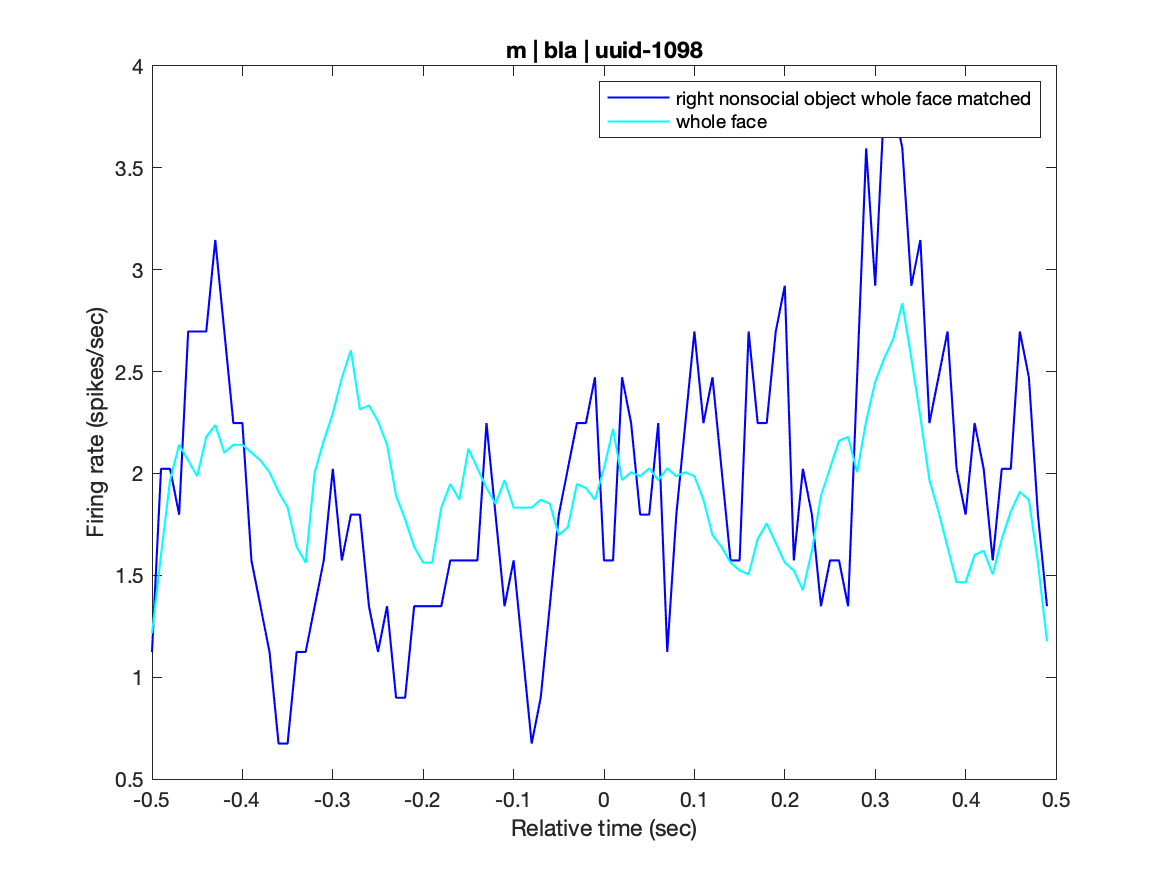 m | bla | uuid-1098
right nonsocial object whole face matched
whole face
Firing rate (spikes/sec)
4
3.5
3
2.5
2
1.5
1
0.5
-0.5 -0.4 -0.3 -0.2 -0.1 0 0.1 0.2 0.3 0.4 0.5
Relative time (sec)